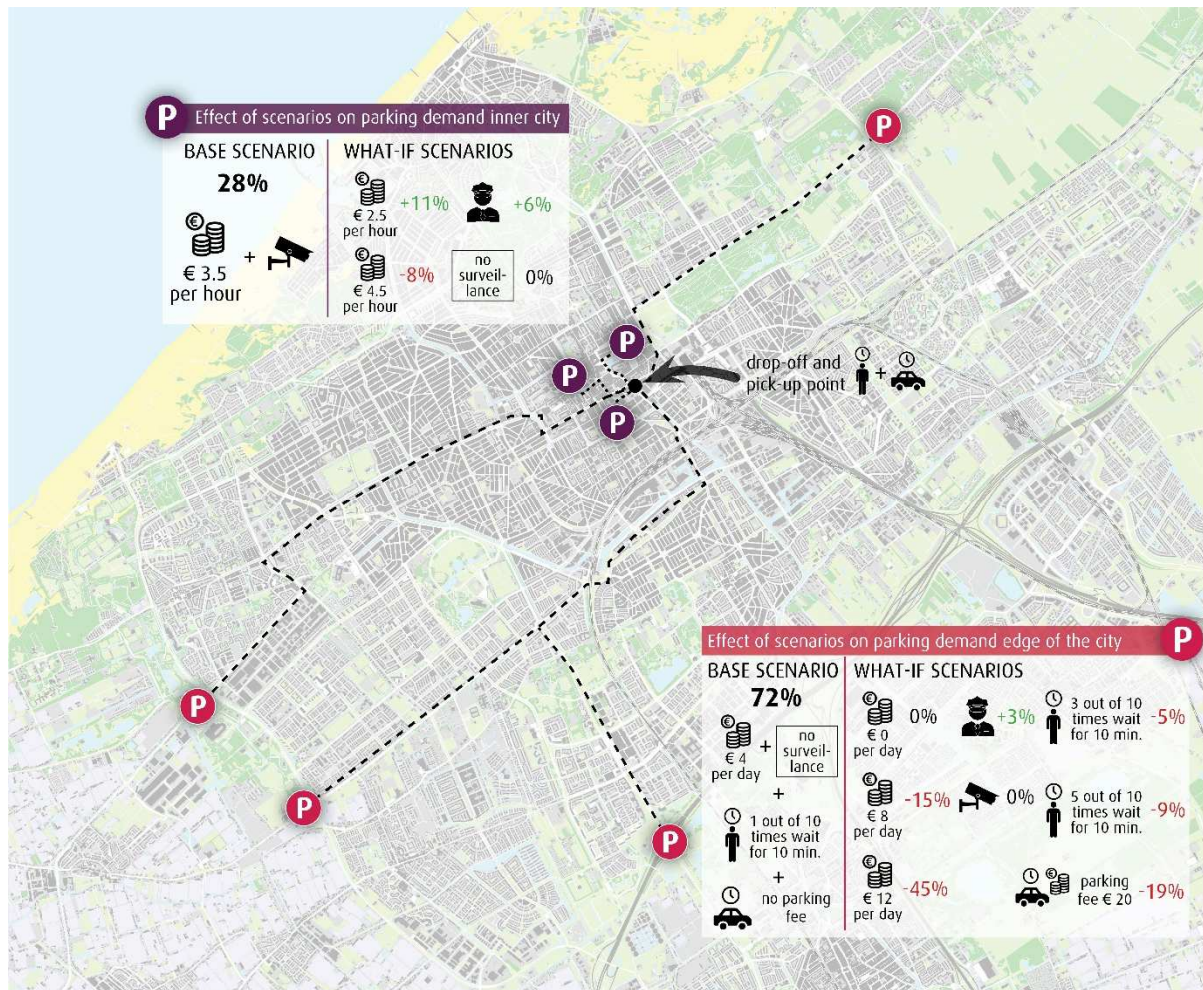 P Effect of scenarios on parking demand inner city
BASE SCENARIO
28%
€ 3.5
per hour
+
WHAT-IF SCENARIOS
€ 2.5
per hour
+11%
+6%
€ 4.5
per hour
-8%
no
surveil-
lance
0%
P
P
P
P
drop-off and
pick-up point
+
P
P
P
Effect of scenarios on parking demand edge of the city P
BASE SCENARIO
72%
€ 4
per day
+
no
surveil-
lance
+
1 out of 10
times wait
for 10 min.
+
no parking
fee
WHAT-IF SCENARIOS
€ 0
per day
0%
+3%
3 out of 10
times wait
for 10 min.
-5%
€ 8
per day
-15%
0%
5 out of 10
times wait
for 10 min.
-9%
€ 12
per day
-45%
parking
fee € 20
-19%